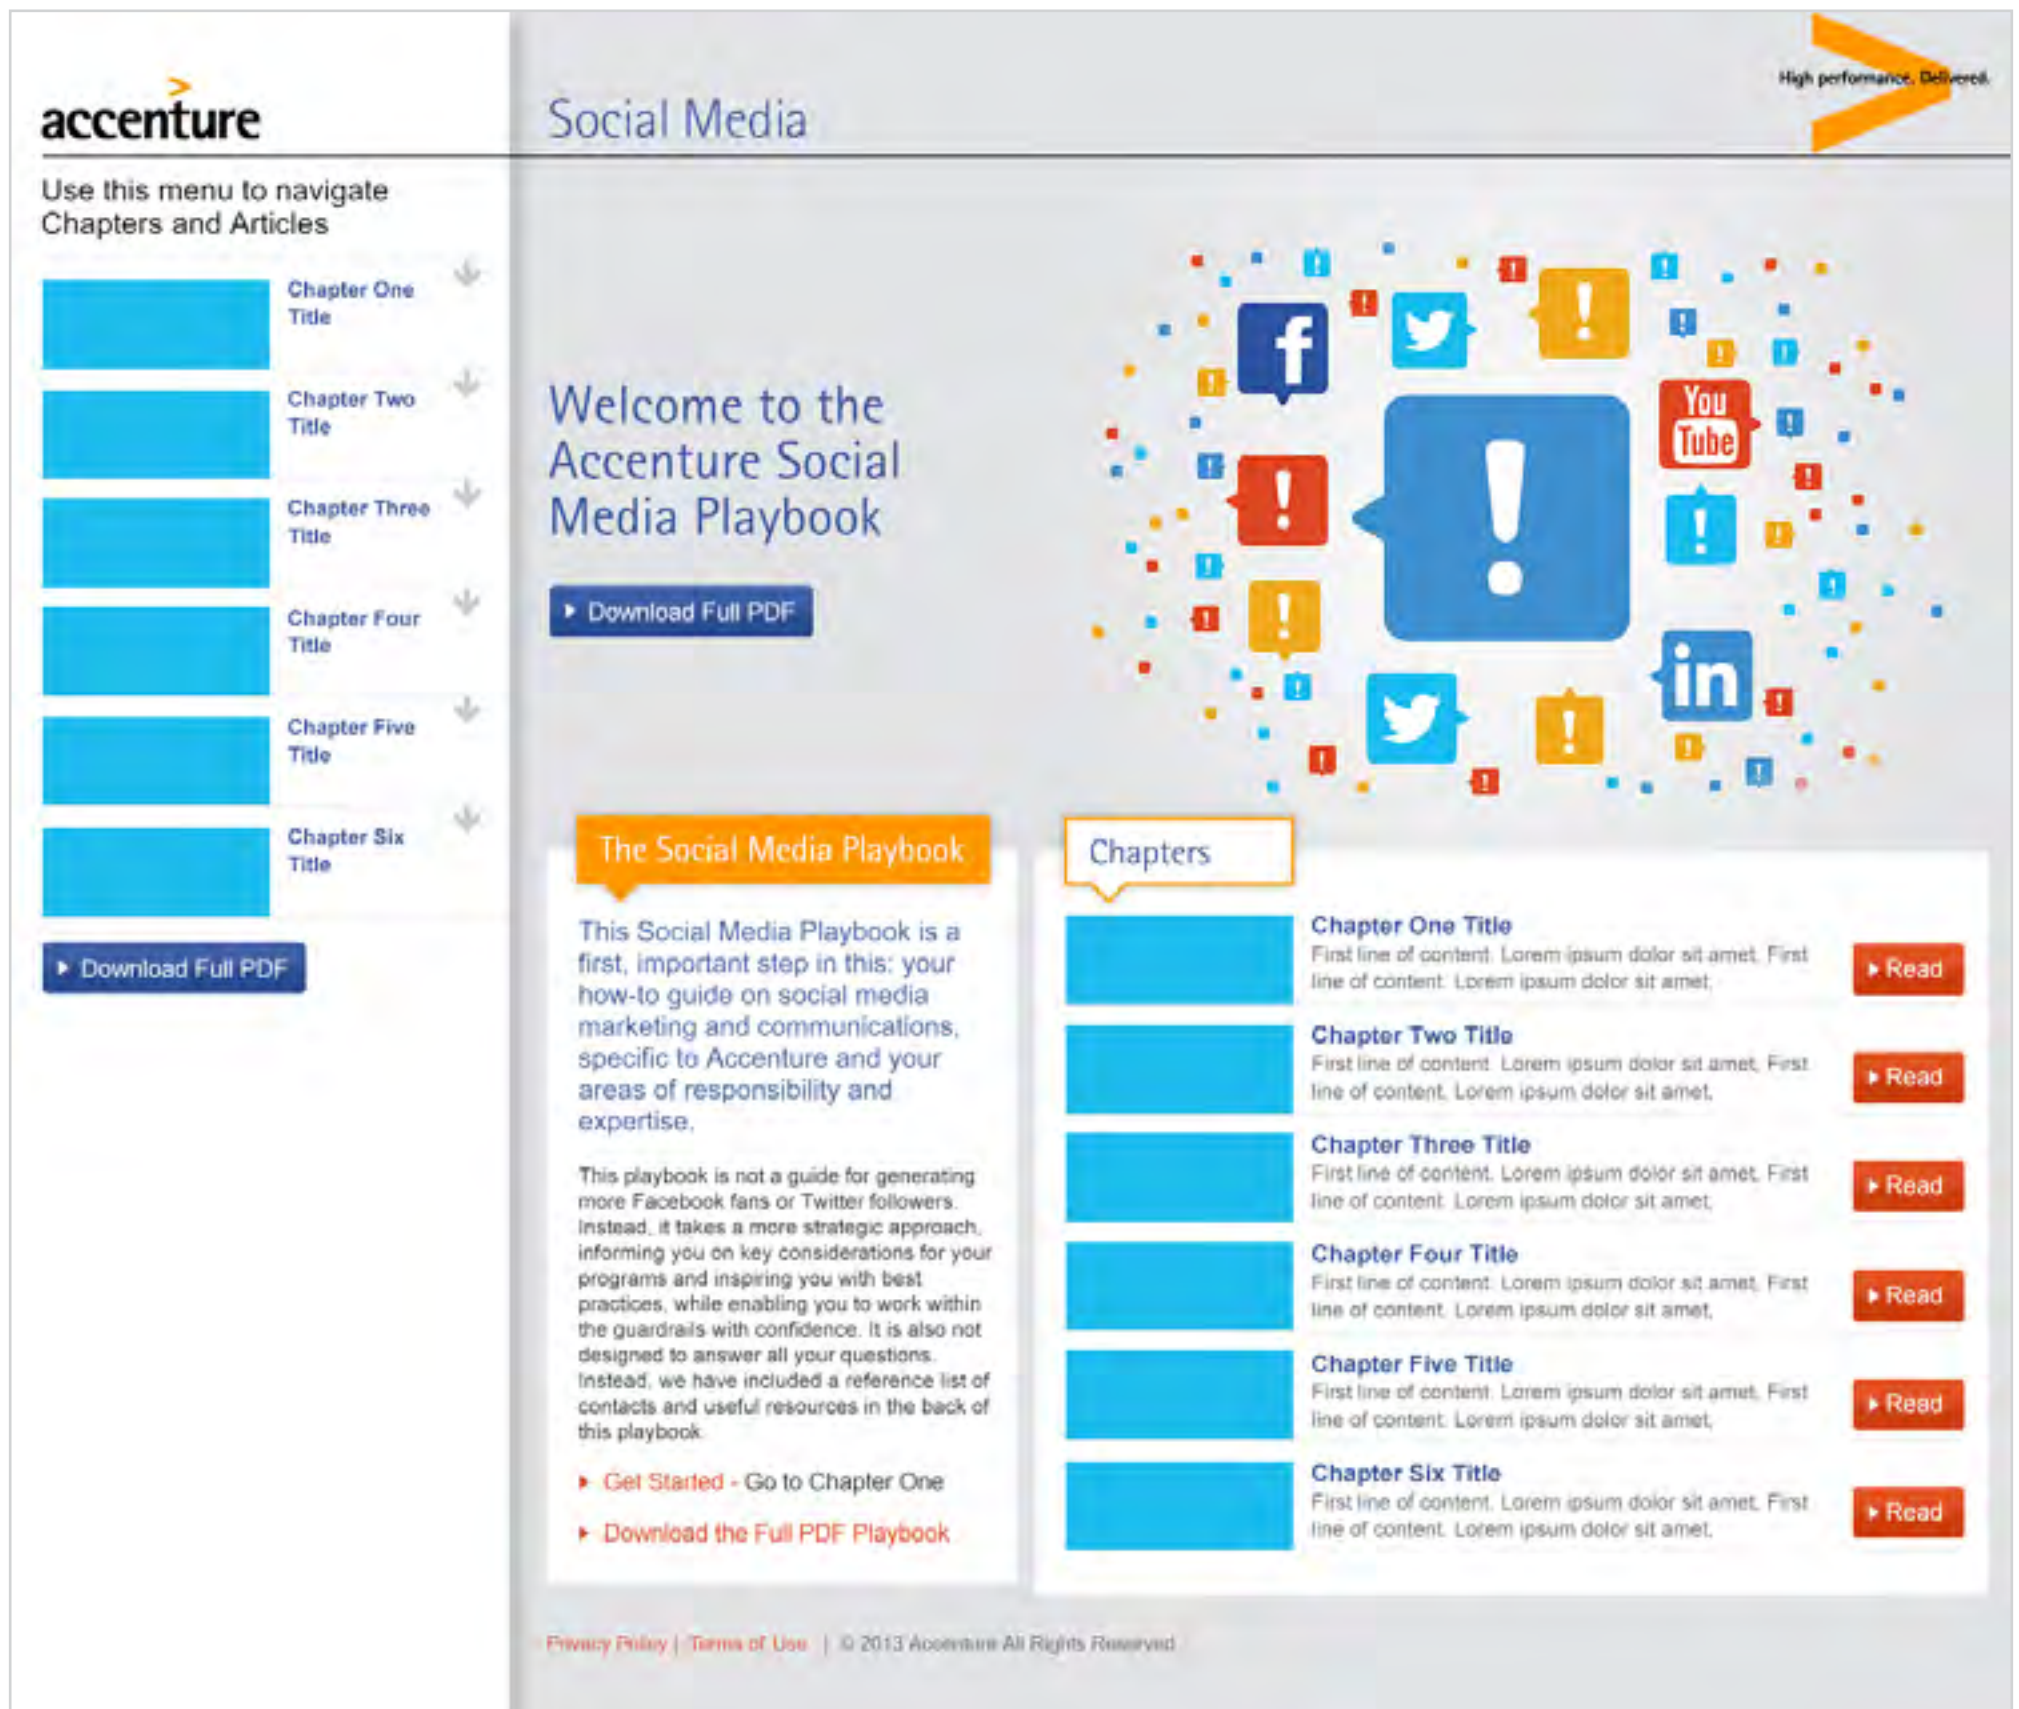 accenture
Use this menu to navigate
Chapters and Articles
Chapter One
Title
Chapter Two
Title
Chapter Three
Title
Chapter Four
Title
Chapter Five
Title
Chapter Six
Title
Download Full PDF
Social Media
High performance. Delivered.
Welcome to the
Accenture Social
Media Playbook
Download Full PDF
f
!
You
Tube
!
!
!
!
in
!
The Social Media Playbook
This Social Media Playbook is a
first, important step in this: your
how-to guide on social media
marketing and communications,
specific to Accenture and your
areas of responsibility and
expertise.
This playbook is not a guide for generating
more Facebook fans or Twitter followers.
Instead, it takes a more strategic approach,
informing you on key considerations for your
programs and inspiring you with best
practices, while enabling you to work within
the guardrails with confidence. It is also not
designed to answer all your questions.
Instead, we have included a reference list of
contacts and useful resources in the back of
this playbook.
Get Started - Go to Chapter One
Download the Full PDF Playbook
Chapters
Chapter One Title
First line of content. Lorem ipsum dolor sit amet. First
line of content. Lorem ipsum dolor sit amet.
Read
Chapter Two Title
First line of content. Lorem ipsum dolor sit amet. First
line of content. Lorem ipsum dolor sit amet.
Read
Chapter Three Title
First line of content. Lorem ipsum dolor sit amet. First
line of content. Lorem ipsum dolor sit amet.
Read
Chapter Four Title
First line of content. Lorem ipsum dolor sit amet. First
line of content. Lorem ipsum dolor sit amet.
Read
Chapter Five Title
First line of content. Lorem ipsum dolor sit amet. First
line of content. Lorem ipsum dolor sit amet.
Read
Chapter Six Title
First line of content. Lorem ipsum dolor sit amet. First
line of content. Lorem ipsum dolor sit amet.
Read
Privacy Policy | Terms of Use | © 2013 Accenture All Rights Reserved